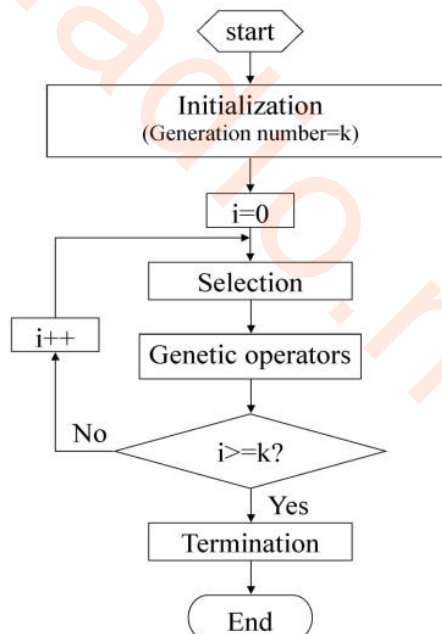 start
Initialization
(Generation number=k)
i=0
Selection
i++
Genetic operators
No
i>=k?
Yes
Termination
End